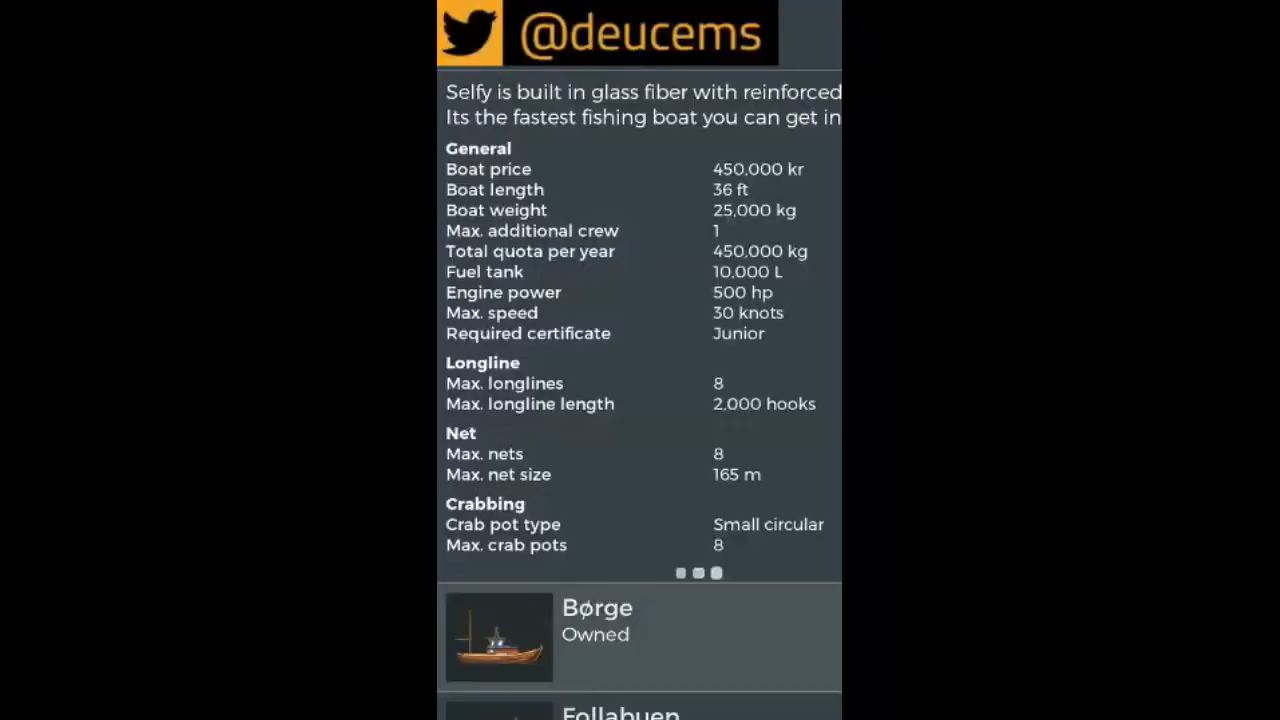 @deucems
Selfy is built in glass fiber with reinforced
Its the fastest fishing boat you can get in
General
Boat price 450,000 kr
Boat length 36 ft
Boat weight 25,000 kg
Max. additional crew 1
Total quota per year 450,000 kg
Fuel tank 10,000 L
Engine power 500 hp
Max. speed 30 knots
Required certificate Junior
Longline
Max. longlines 8
Max. longline length 2,000 hooks
Net
Max. nets 8
Max. net size 165 m
Crabbing
Crab pot type Small circular
Max. crab pots 8
Børge
Owned
Follabuen